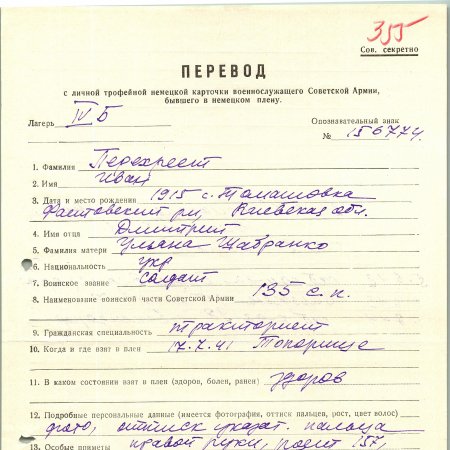 355
Сов. секретно
ПЕРЕВОД
с личной трофейной немецкой карточки военнослужащего Советской Армии,
бывшего в немецком плену.
Лагерь IV Б
Опознавательный знак
№ 156774
1. Фамилия Перехрест
2. Имя Иван
3. Дата и место рождения 1915 с. Томашовка
Фастовский р-н, Киевская обл.
4. Имя отца Дмитрий
5. Фамилия матери Ульяна Шабранко
6. Национальность укр
7. Воинское звание солдат
8. Наименование воинской части Советской Армии 135 с.п.
9. Гражданская специальность тракторист
10. Когда и где взят в плен 17.7.41 Топорище
11. В каком состоянии взят в плен (здоров, болен, ранен) здоров
12. Подробные персональные данные (имеется фотография, оттиск пальцев, рост, цвет волос)
фото, оттиск указат. пальца
13. Особые приметы правой руки, рост 157,